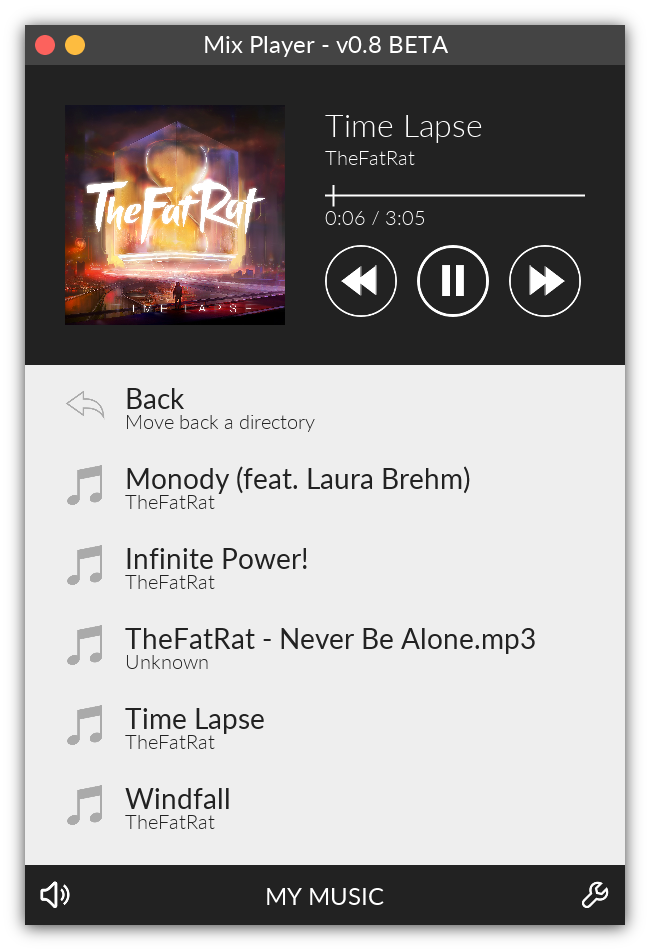 Mix Player - v0.8 BETA
TheFatRat
TIME LAPSE
Time Lapse
TheFatRat
0:06 / 3:05
Back
Move back a directory
Monody (feat. Laura Brehm)
TheFatRat
Infinite Power!
TheFatRat
TheFatRat - Never Be Alone.mp3
Unknown
Time Lapse
TheFatRat
Windfall
TheFatRat
MY MUSIC